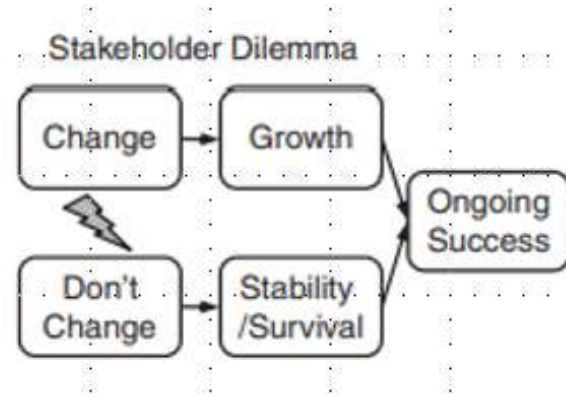 Stakeholder Dilemma
Change
Growth
Ongoing
Success
Don't
Change
Stability
/Survival